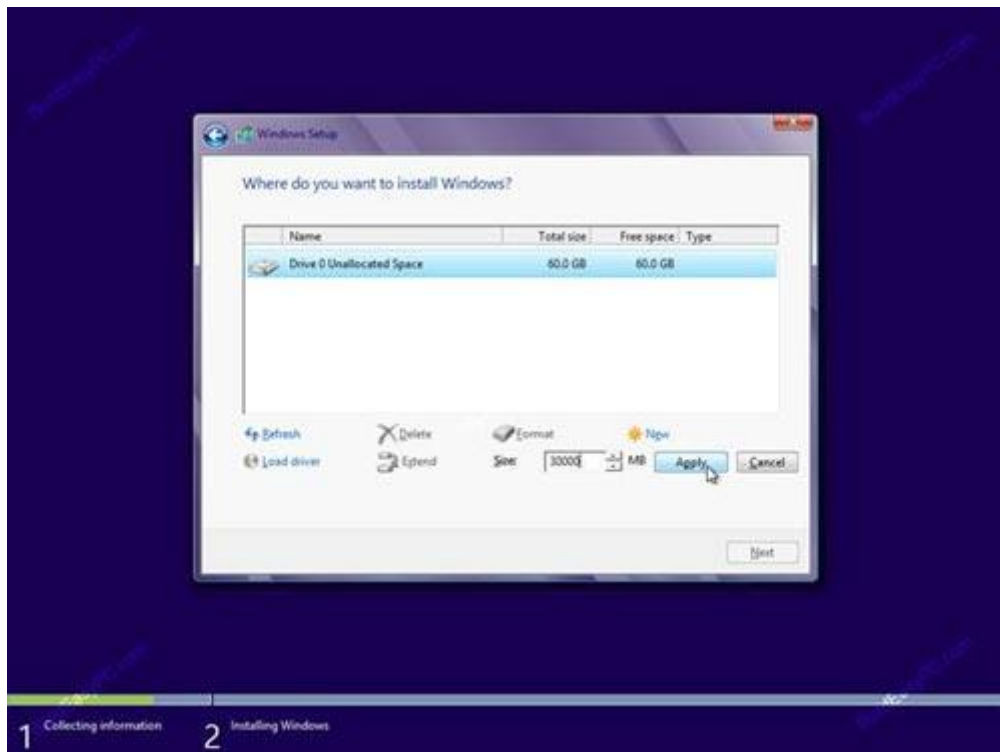 Windows Setup
Where do you want to install Windows?
Name Total size Free space Type
Drive 0 Unallocated Space 60.0 GB 60.0 GB
Refresh Delete Format New
Load driver Extend Size: 30000 MB Apply Cancel
Next
1 Collecting information 2 Installing Windows